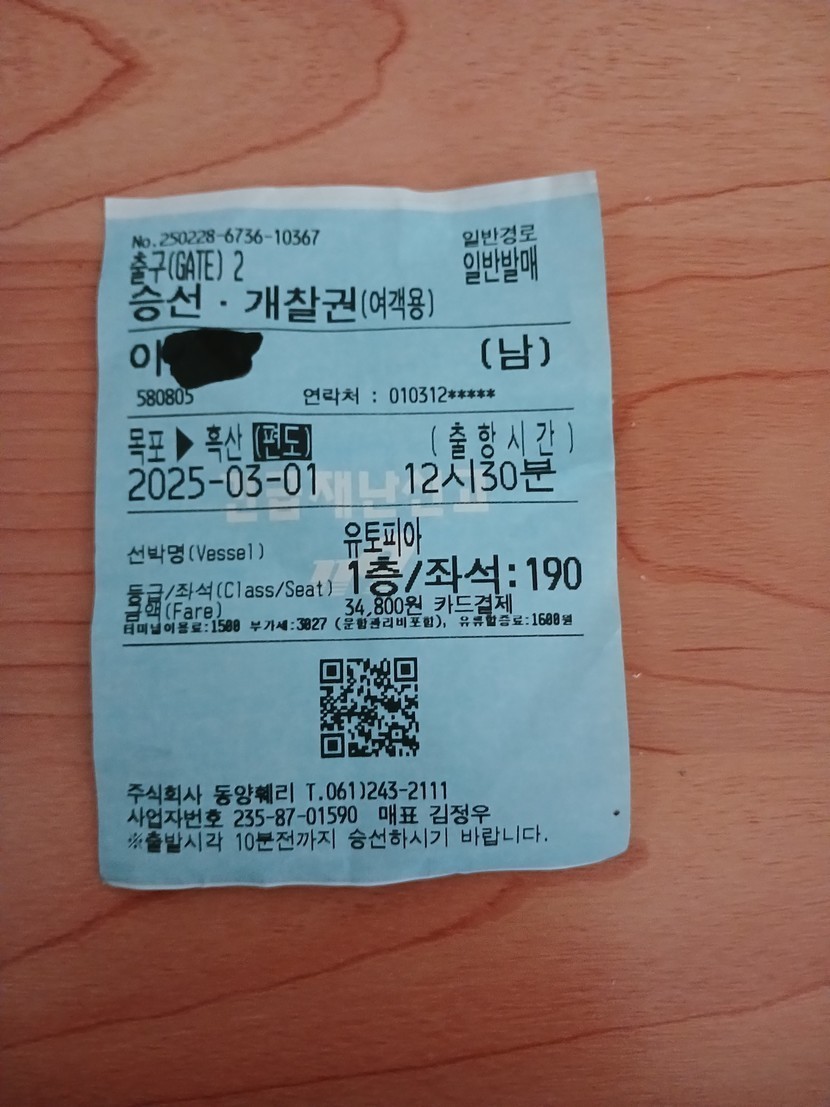 No.250228-6736-10367 일반경로
출구(GATE) 2 일반발매
승선 · 개찰권(여객용)
이 (남)
580805 연락처 : 010312*****
목포 ▶ 흑산 (편도) (출항시간)
2025-03-01 12시30분
선박명(Vessel) 유토피아
등급/좌석(Class/Seat) 1층/좌석:190
금액(Fare) 34,800원 카드결제
터미널이용료:1500 부가세:3027 (문항관리비포함), 유류할증료:1600원
주식회사 동양훼리 T.061)243-2111
사업자번호 235-87-01590 매표 김정우
※출발시각 10분전까지 승선하시기 바랍니다.